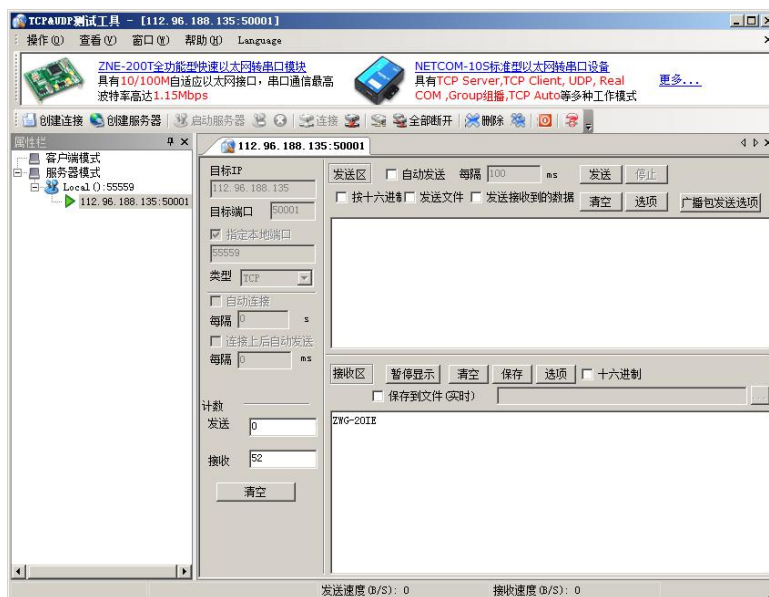 TCP&UDP测试工具 - [112.96.188.135:50001]
操作(O) 查看(V) 窗口(W) 帮助(H) Language
ZNE-200T全功能型快速以太网转串口模块
具有10/100M自适应以太网接口，串口通信最高
波特率高达1.15Mbps
NETCOM-10S标准型以太网转串口设备
具有TCP Server,TCP Client, UDP, Real
COM ,Group组播,TCP Auto等多种工作模式
更多...
创建连接 创建服务器 启动服务器 连接 全部断开 删除
属性栏
客户端模式
服务器模式
Local():55559
112.96.188.135:50001
112.96.188.135:50001
目标IP
112.96.188.135
目标端口 50001
指定本地端口
55559
类型 TCP
自动连接
每隔 0 s
连接上后自动发送
每隔 0 ms
计数
发送 0
接收 52
清空
发送区 自动发送 每隔 100 ms 发送 停止
按十六进制 发送文件 发送接收到的数据 清空 选项 广播包发送选项
接收区 暂停显示 清空 保存 选项 十六进制
保存到文件(实时) ...
ZWG-20IE
发送速度(B/S): 0 接收速度(B/S): 0